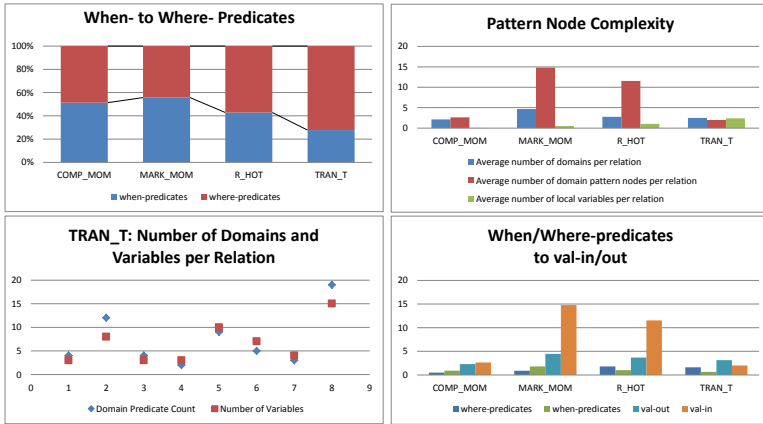 When- to Where- Predicates
100%
80%
60%
40%
20%
0%
COMP_MOM MARK_MOM R_HOT TRAN_T
when-predicates where-predicates
Pattern Node Complexity
20
15
10
5
0
COMP_MOM MARK_MOM R_HOT TRAN_T
Average number of domains per relation
Average number of domain pattern nodes per relation
Average number of local variables per relation
TRAN_T: Number of Domains and
Variables per Relation
20
15
10
5
0
0 1 2 3 4 5 6 7 8 9
Domain Predicate Count Number of Variables
When/Where-predicates
to val-in/out
20
15
10
5
0
COMP_MOM MARK_MOM R_HOT TRAN_T
where-predicates when-predicates val-out val-in